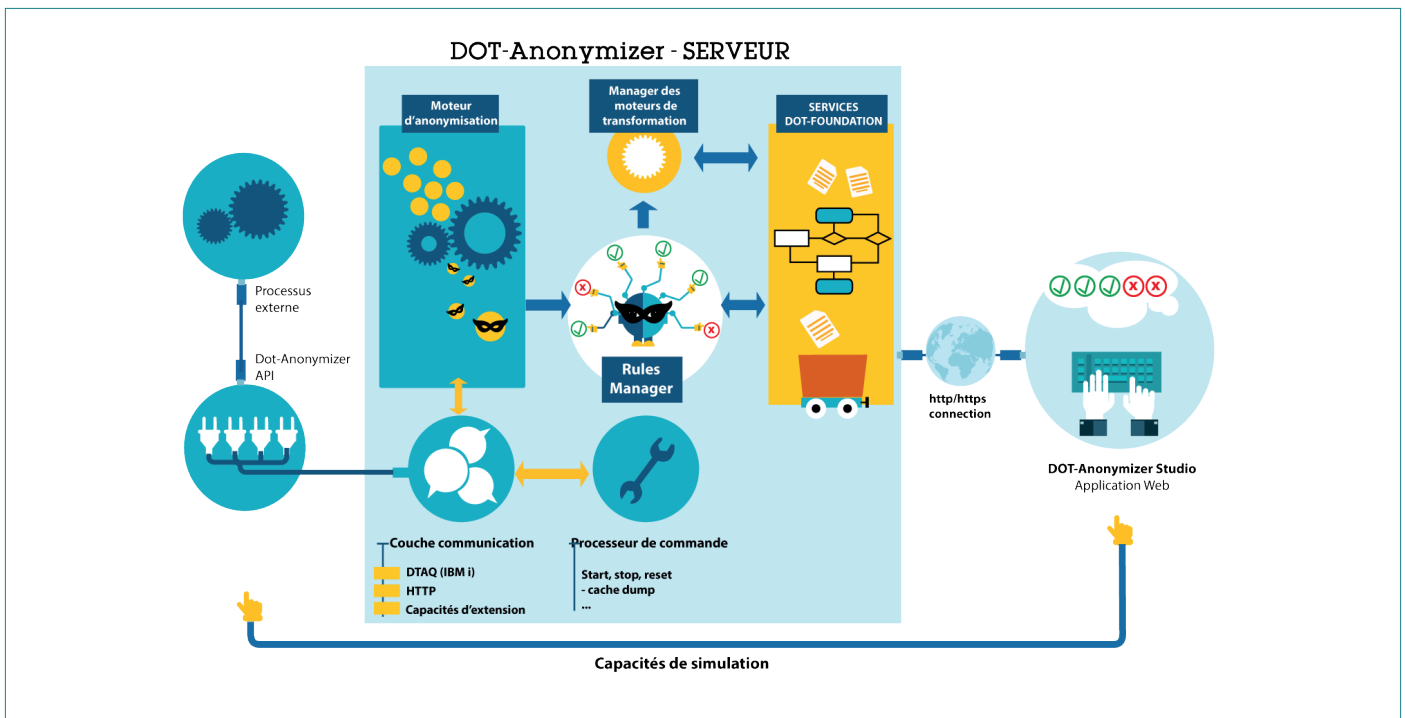 DOT-Anonymizer - SERVEUR
Moteur
d'anonymisation
Manager des
moteurs de
transformation
SERVICES
DOT-FOUNDATION
Processus
externe
Dot-Anonymizer
API
Rules
Manager
http/https
connection
DOT-Anonymizer Studio
Application Web
Couche communication
DTAQ (IBM i)
HTTP
Capacités d'extension
Processeur de commande
Start, stop, reset
- cache dump
...
Capacités de simulation